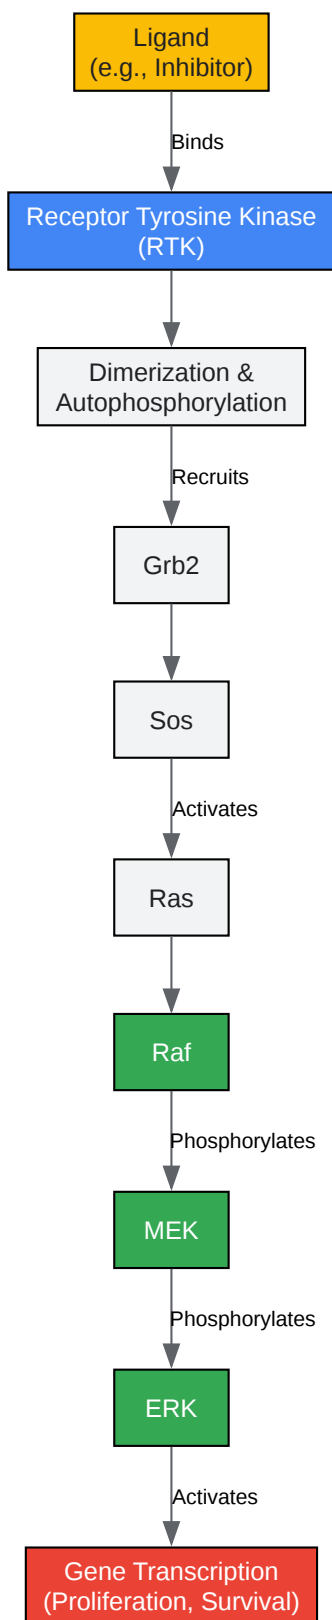 Ligand
(e.g., Inhibitor)
Binds
Receptor Tyrosine Kinase
(RTK)
Dimerization &
Autophosphorylation
Recruits
Grb2
Sos
Activates
Ras
Raf
Phosphorylates
MEK
Phosphorylates
ERK
Activates
Gene Transcription
(Proliferation, Survival)